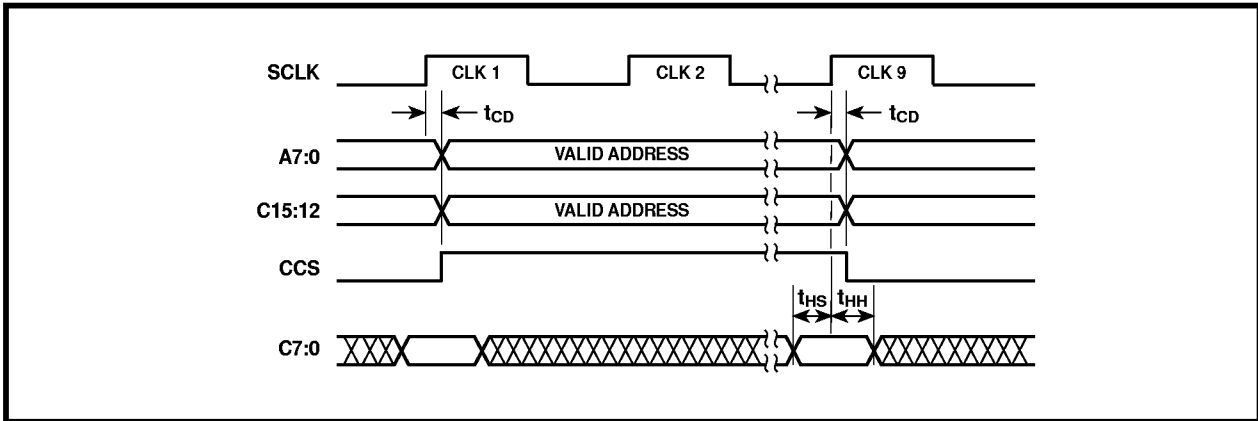 SCLK CLK 1 CLK 2 CLK 9
tCD tCD
A7:0 VALID ADDRESS
C15:12 VALID ADDRESS
CCS
tHS tHH
C7:0